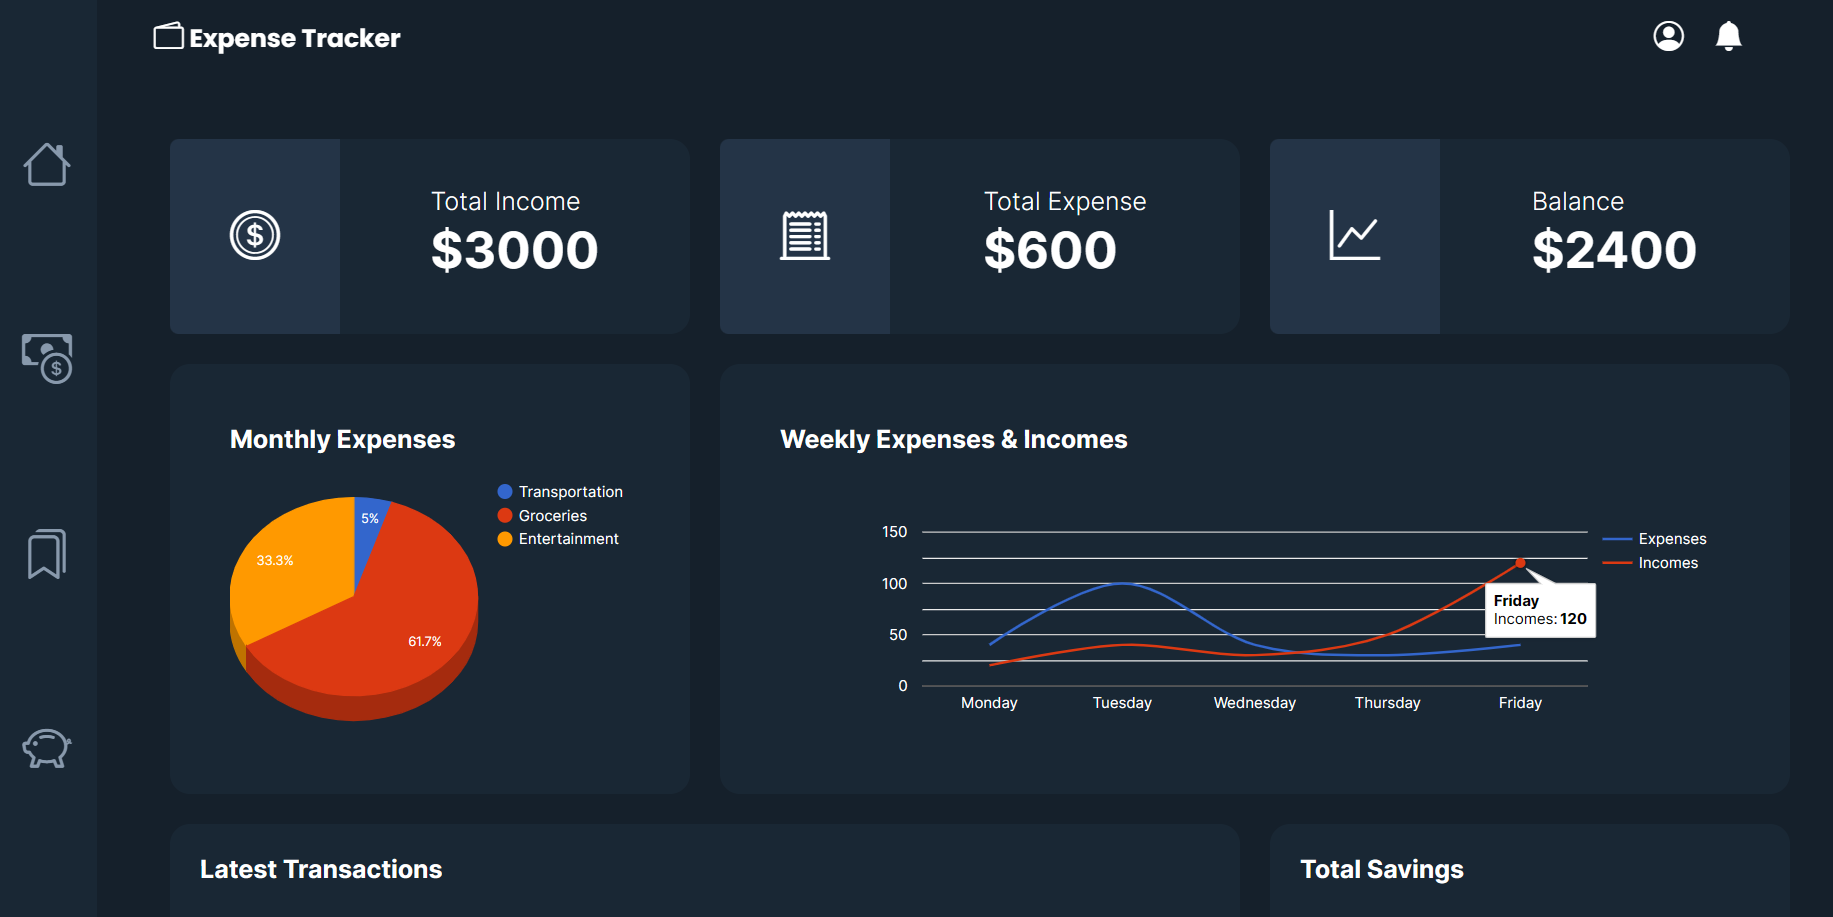 Expense Tracker
$
Total Income
$3000
Total Expense
$600
Balance
$2400
$
Monthly Expenses
Transportation
Groceries
Entertainment
5%
33.3%
61.7%
Weekly Expenses & Incomes
150
100
50
0
Expenses
Incomes
Friday
Incomes: 120
Monday Tuesday Wednesday Thursday Friday
Latest Transactions
Total Savings